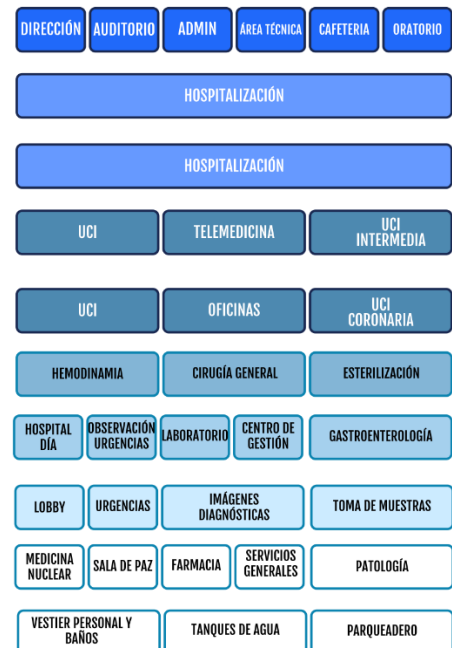 DIRECCIÓN AUDITORIO ADMIN ÁREA TÉCNICA CAFETERIA ORATORIO
HOSPITALIZACIÓN
HOSPITALIZACIÓN
UCI TELEMEDICINA UCI
INTERMEDIA
UCI OFICINAS UCI
CORONARIA
HEMODINAMIA CIRUGÍA GENERAL ESTERILIZACIÓN
HOSPITAL
DÍA
OBSERVACIÓN
URGENCIAS
LABORATORIO
CENTRO DE
GESTIÓN
GASTROENTEROLOGÍA
LOBBY URGENCIAS
IMÁGENES
DIAGNÓSTICAS
TOMA DE MUESTRAS
MEDICINA
NUCLEAR
SALA DE PAZ
FARMACIA
SERVICIOS
GENERALES
PATOLOGÍA
VESTIER PERSONAL Y
BAÑOS
TANQUES DE AGUA
PARQUEADERO